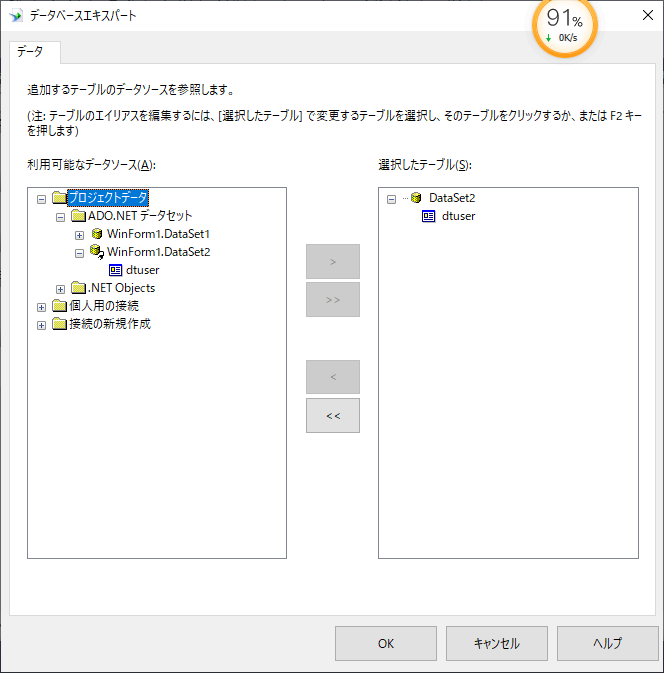 データベースエキスパート
91%
0K/s
データ
追加するテーブルのデータソースを参照します。
(注: テーブルのエイリアスを編集するには、[選択したテーブル] で変更するテーブルを選択し、そのテーブルをクリックするか、または F2 キー
を押します)
利用可能なデータソース(A):
選択したテーブル(S):
プロジェクトデータ
ADO.NET データセット
WinForm1.DataSet1
WinForm1.DataSet2
dtuser
.NET Objects
個人用の接続
接続の新規作成
>
>>
<
<<
DataSet2
dtuser
OK
キャンセル
ヘルプ